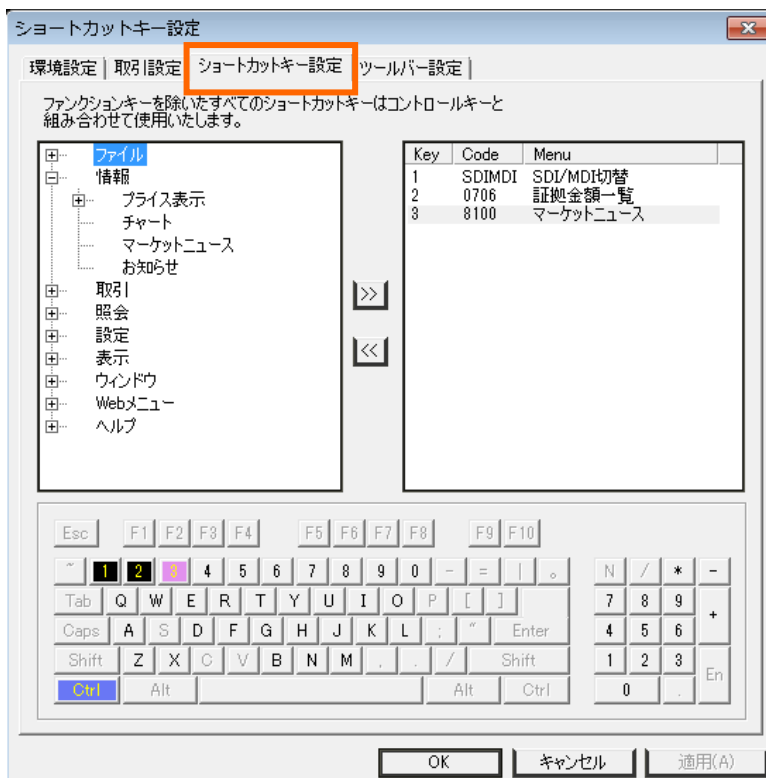 ショートカットキー設定
環境設定 取引設定 ショートカットキー設定 ツールバー設定
ファンクションキーを除いたすべてのショートカットキーはコントロールキーと
組み合わせて使用いたします。
ファイル
情報
プライス表示
チャート
マーケットニュース
お知らせ
取引
照会
設定
表示
ウィンドウ
Webメニュー
ヘルプ
>>
<<
Key Code Menu
1 SDIMDI SDI/MDI切替
2 0706 証拠金額一覧
3 8100 マーケットニュース
Esc F1 F2 F3 F4 F5 F6 F7 F8 F9 F10
~ 1 2 3 4 5 6 7 8 9 0 - = | 。 N / * -
Tab Q W E R T Y U I O P [ ] 7 8 9 +
Caps A S D F G H J K L ; " Enter 4 5 6
Shift Z X C V B N M , . / Shift 1 2 3 En
Ctrl Alt Alt Ctrl 0 .
OK キャンセル 適用(A)